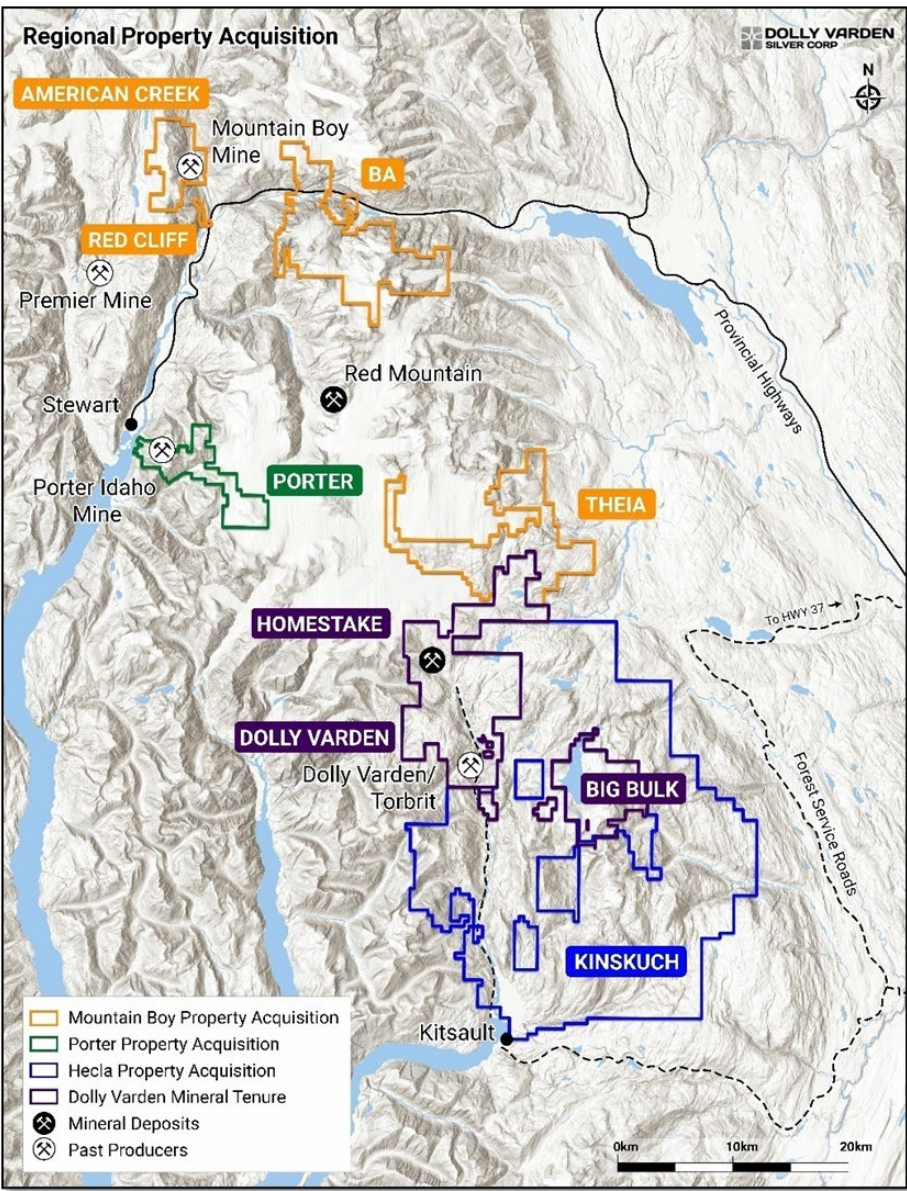 Regional Property Acquisition
DOLLY VARDEN
SILVER CORP
N
AMERICAN CREEK
Mountain Boy
Mine
BA
RED CLIFF
Premier Mine
Provincial Highways
Red Mountain
Stewart
PORTER
Porter Idaho
Mine
THEIA
To HWY 37
HOMESTAKE
DOLLY VARDEN
Dolly Varden/
Torbrit
BIG BULK
Forest Service Roads
KINSKUCH
Kitsault
Mountain Boy Property Acquisition
Porter Property Acquisition
Hecla Property Acquisition
Dolly Varden Mineral Tenure
Mineral Deposits
Past Producers
0km 10km 20km